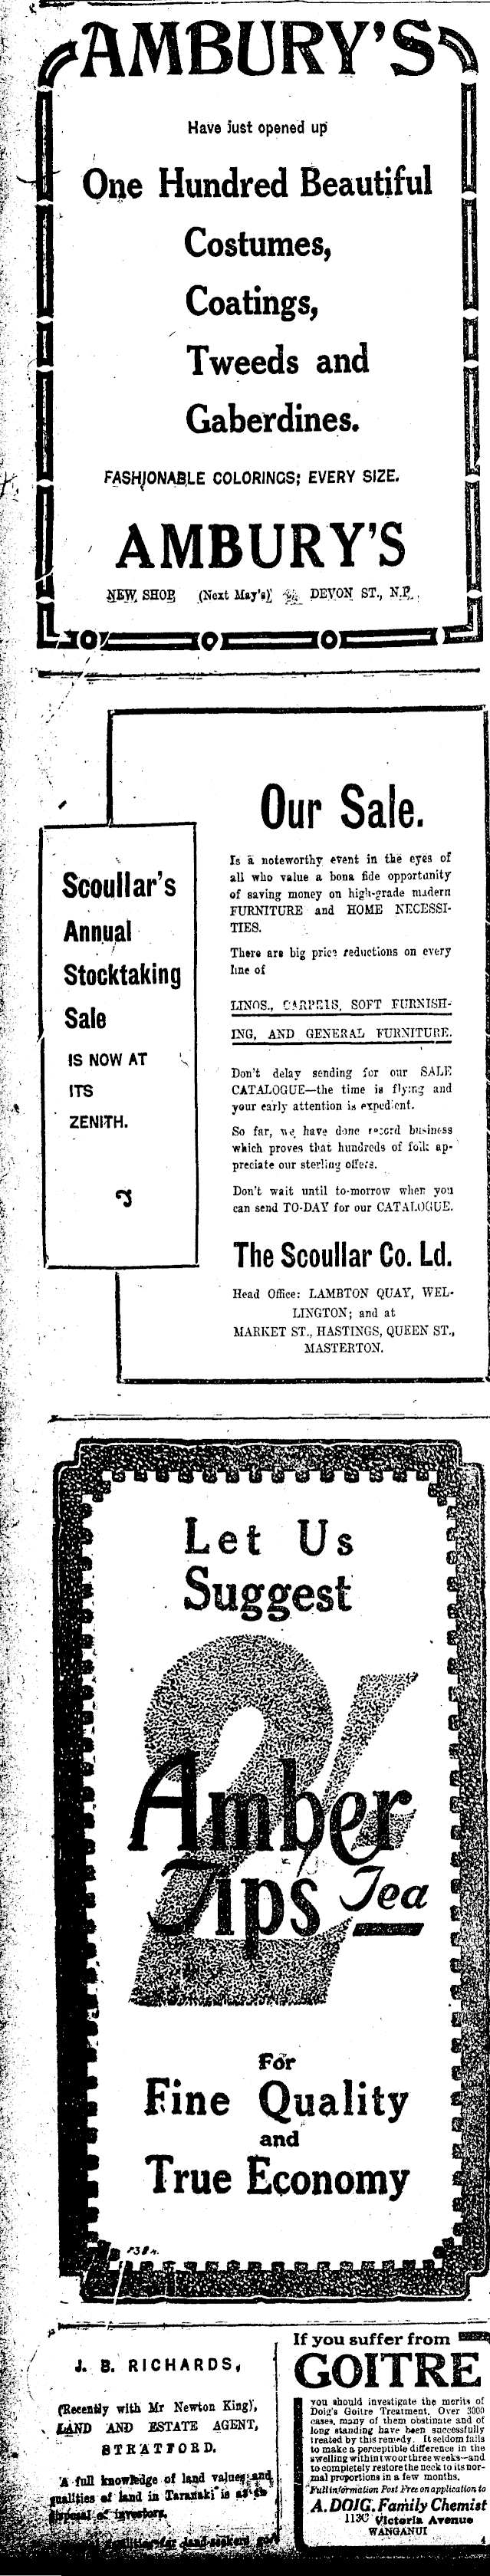 AMBURY'S
Have just opened up
One Hundred Beautiful
Costumes,
Coatings,
Tweeds and
Gaberdines.
FASHIONABLE COLORINGS; EVERY SIZE.
AMBURY'S
NEW SHOP (Next May's) DEVON ST., N.P.
Scoullar's
Annual
Stocktaking
Sale
IS NOW AT
ITS
ZENITH.
Our Sale.
Is a noteworthy event in the eyes of
all who value a bona fide opportunity
of saving money on high-grade modern
FURNITURE and HOME NECESSI-
TIES.
There are big price reductions on every
line of
LINOS., CARPETS, SOFT FURNISH-
ING, AND GENERAL FURNITURE.
Don't delay sending for our SALE
CATALOGUE—the time is flying and
your early attention is expedient.
So far, we have done record business
which proves that hundreds of folk ap-
preciate our sterling offers.
Don't wait until to-morrow when you
can send TO-DAY for our CATALOGUE.
The Scoullar Co. Ld.
Head Office: LAMBTON QUAY, WEL-
LINGTON; and at
MARKET ST., HASTINGS, QUEEN ST.,
MASTERTON.
Let Us
Suggest
2/
Amber
Tips Tea
For
Fine Quality
and
True Economy
J. B. RICHARDS,
(Recently with Mr Newton King),
LAND AND ESTATE AGENT,
STRATFORD.
A full knowledge of land values and
qualities of land in Taranaki is at the
disposal of investors.
for land-seekers
If you suffer from
GOITRE
you should investigate the merits of
Doig's Goitre Treatment. Over 3000
cases, many of them obstinate and of
long standing have been successfully
treated by this remedy. It seldom fails
to make a perceptible difference in the
swelling within two or three weeks—and
to completely restore the neck to its nor-
mal proportions in a few months.
Full information Post Free on application to
A. DOIG. Family Chemist
113C Victoria Avenue
WANGANUI
4